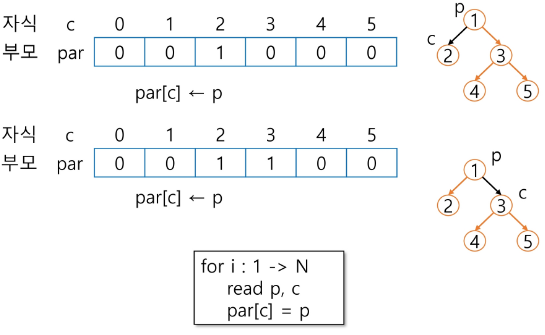 자식 c 0 1 2 3 4 5
부모 par 0 0 1 0 0 0
par[c] ← p
p
1
c
2 3
4 5
자식 c 0 1 2 3 4 5
부모 par 0 0 1 1 0 0
par[c] ← p
p
1
c
2 3
4 5
for i : 1 -> N
read p, c
par[c] = p